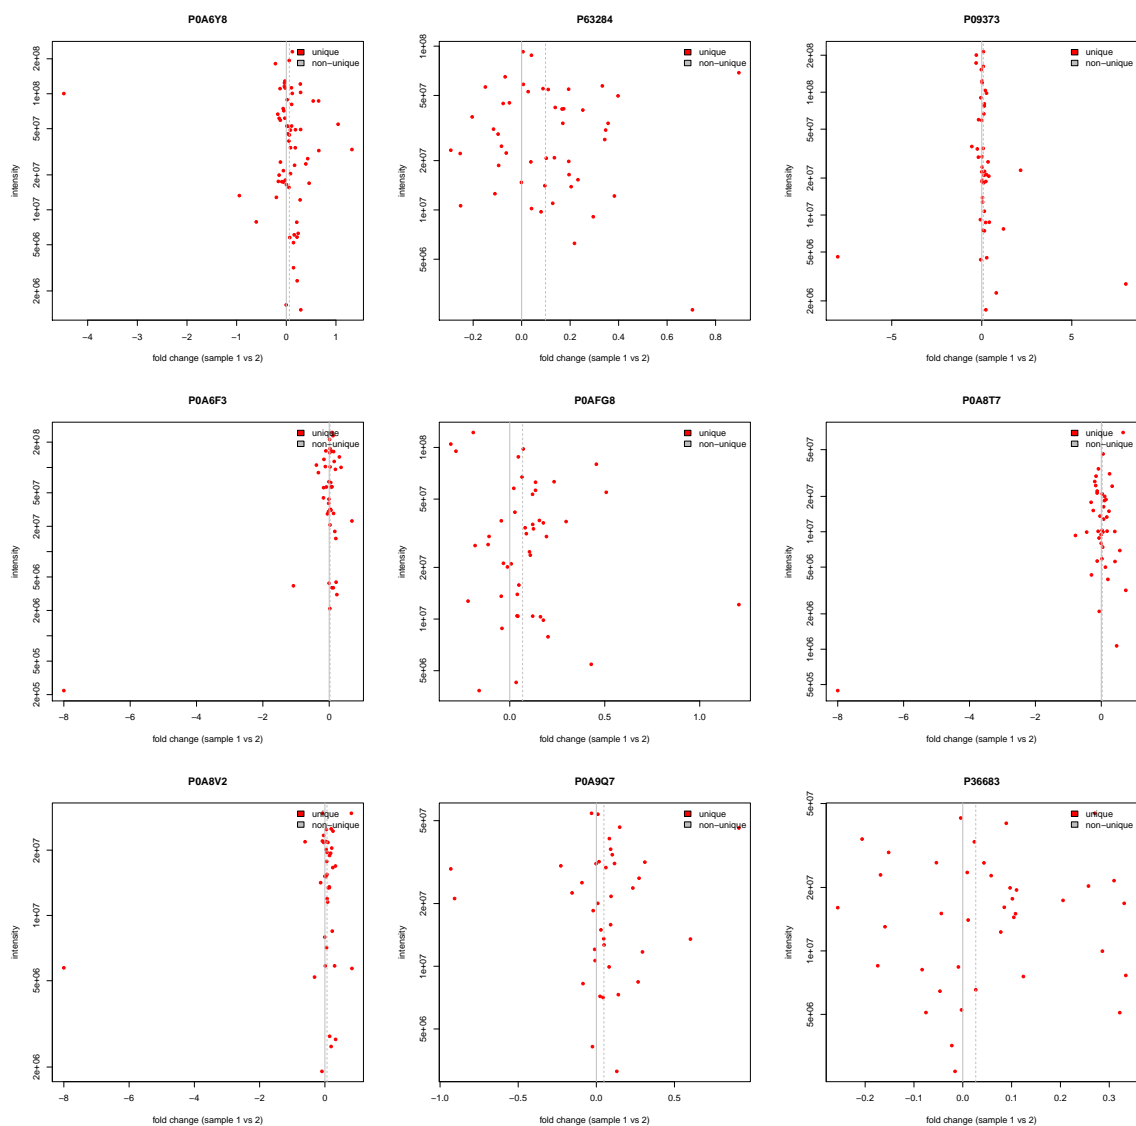 P0A6Y8
unique
non−unique
intensity
2e+06 5e+06 1e+07 2e+07 5e+07 1e+08 2e+08
−4 −3 −2 −1 0 1
fold change (sample 1 vs 2)
P63284
unique
non−unique
intensity
5e+06 1e+07 2e+07 5e+07 1e+08
−0.2 0.0 0.2 0.4 0.6 0.8
fold change (sample 1 vs 2)
P09373
unique
non−unique
intensity
2e+06 5e+06 1e+07 2e+07 5e+07 1e+08 2e+08
−5 0 5
fold change (sample 1 vs 2)
P0A6F3
unique
non−unique
intensity
2e+05 5e+05 2e+06 5e+06 2e+07 5e+07 2e+08
−8 −6 −4 −2 0
fold change (sample 1 vs 2)
P0AFG8
unique
non−unique
intensity
5e+06 1e+07 2e+07 5e+07 1e+08
0.0 0.5 1.0
fold change (sample 1 vs 2)
P0A8T7
unique
non−unique
intensity
5e+05 1e+06 2e+06 5e+06 1e+07 2e+07 5e+07
−8 −6 −4 −2 0
fold change (sample 1 vs 2)
P0A8V2
unique
non−unique
intensity
2e+06 5e+06 1e+07 2e+07
−8 −6 −4 −2 0
fold change (sample 1 vs 2)
P0A9Q7
unique
non−unique
intensity
5e+06 1e+07 2e+07 5e+07
−1.0 −0.5 0.0 0.5
fold change (sample 1 vs 2)
P36683
unique
non−unique
intensity
5e+06 1e+07 2e+07 5e+07
−0.2 −0.1 0.0 0.1 0.2 0.3
fold change (sample 1 vs 2)